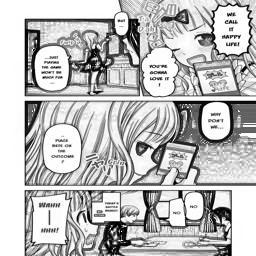 WE
CALL
IT
HAPPY
LIFE!
YOU'RE
GONNA
LOVE IT
!
BUT
...
... JUST
PLAYING
THE GAME
WON'T BE
MUCH FUN
...
WHY
DON'T
WE...
... PLACE
BETS ON
THE
OUTCOME
?
NO
NO
WAHH
I
HHH!